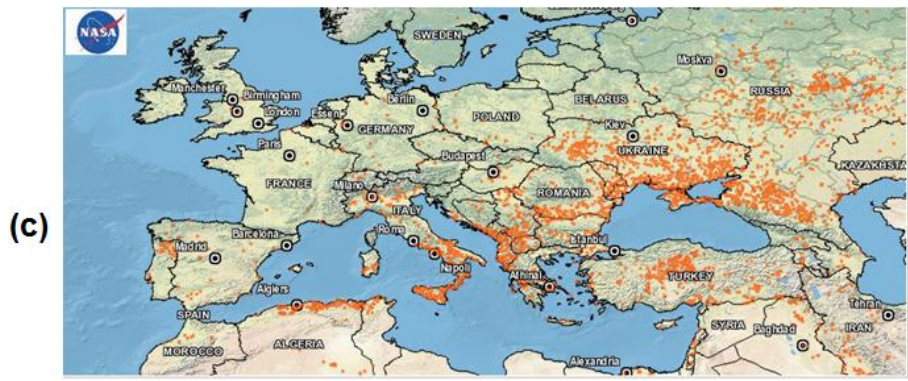 NASA
SWEDEN
Moskva
Manchester
Birmingham
London
Essen
Berlin
GERMANY
POLAND
BELARUS
RUSSIA
Kiev
UKRAINE
Paris
FRANCE
Budapest
ROMANIA
KAZAKHSTA
Milano
ITALY
(c)
Roma
Napoli
Barcelona
Madrid
Istanbul
TURKEY
Athinai
Algiers
SPAIN
SYRIA
Baghdad
Tehran
IRAN
MOROCCO
ALGERIA
Alexandria